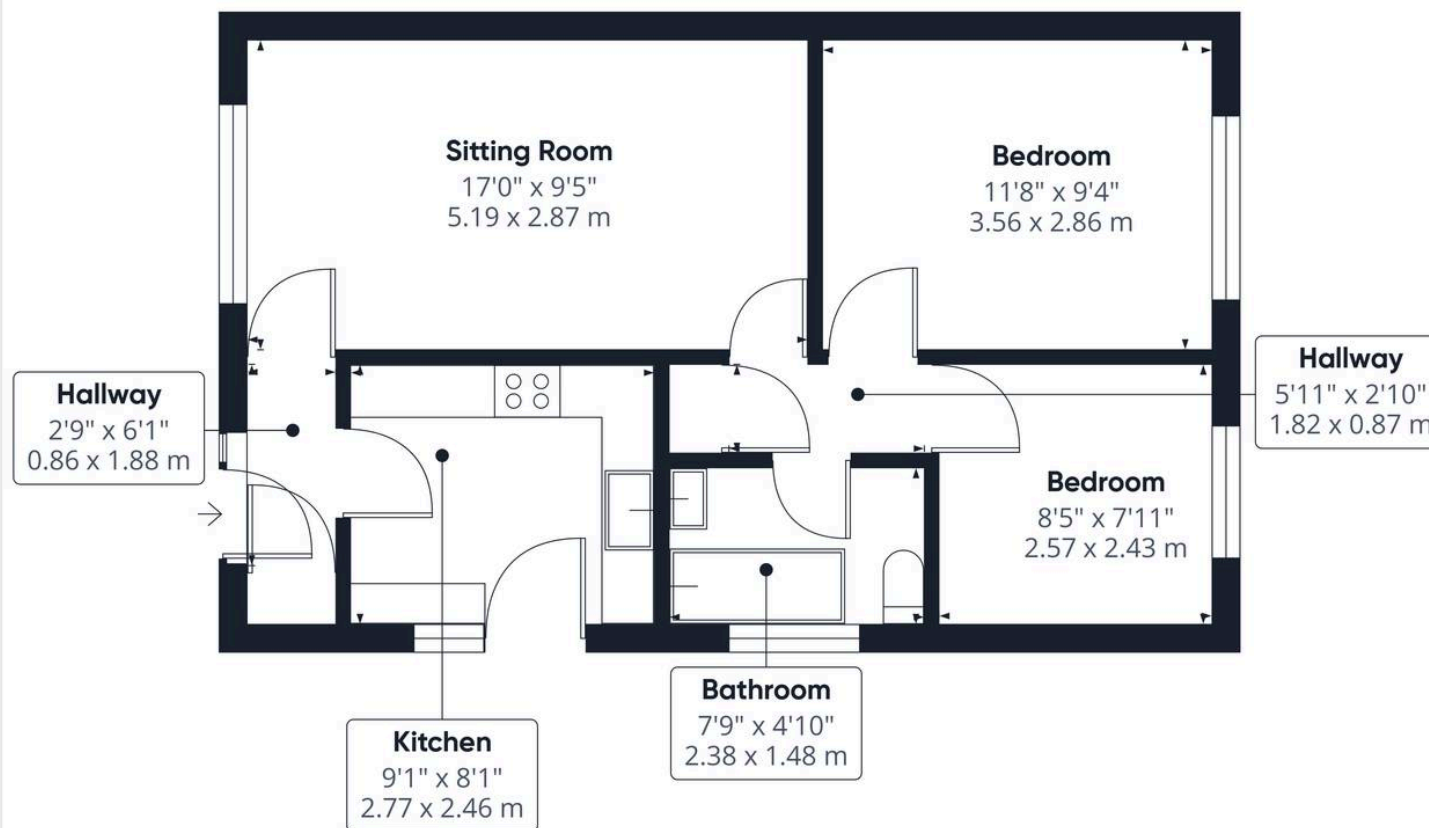 Sitting Room
17'0" x 9'5"
5.19 x 2.87 m
Bedroom
11'8" x 9'4"
3.56 x 2.86 m
Hallway
2'9" x 6'1"
0.86 x 1.88 m
Hallway
5'11" x 2'10"
1.82 x 0.87 m
Bedroom
8'5" x 7'11"
2.57 x 2.43 m
Bathroom
7'9" x 4'10"
2.38 x 1.48 m
Kitchen
9'1" x 8'1"
2.77 x 2.46 m